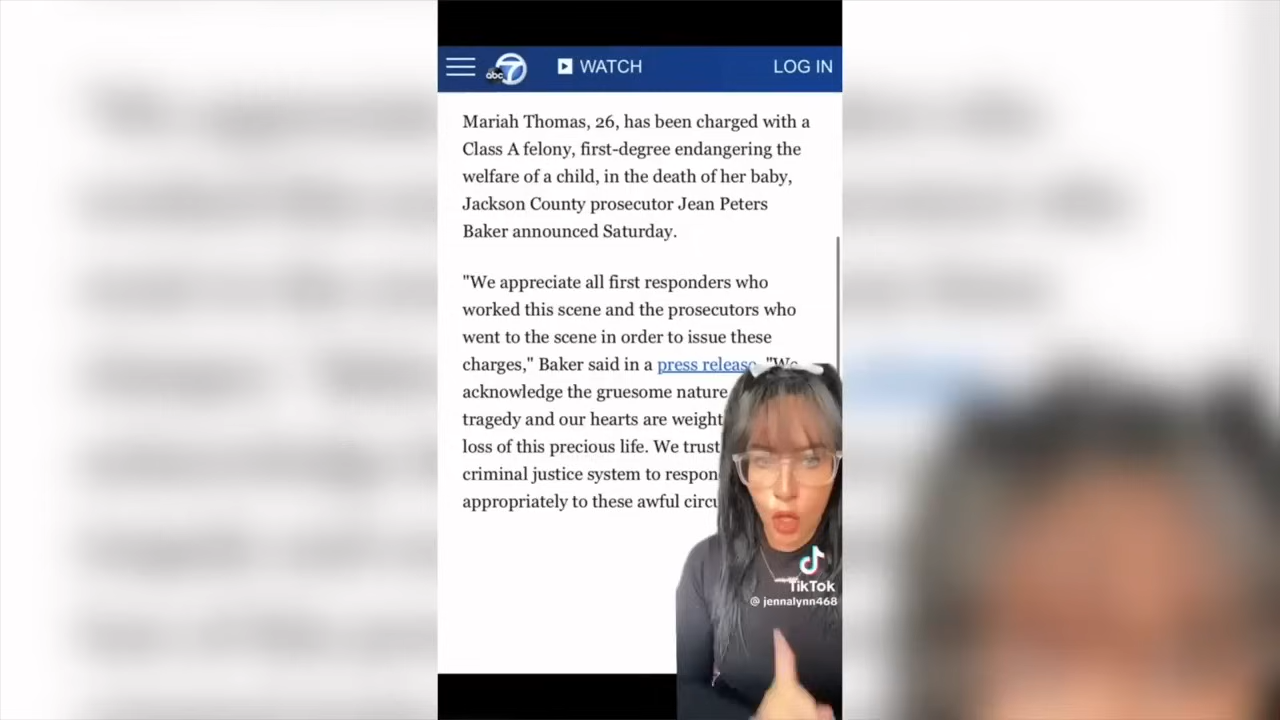 abc 7
WATCH
LOG IN
Mariah Thomas, 26, has been charged with a
Class A felony, first-degree endangering the
welfare of a child, in the death of her baby,
Jackson County prosecutor Jean Peters
Baker announced Saturday.
"We appreciate all first responders who
worked this scene and the prosecutors who
went to the scene in order to issue these
charges," Baker said in a press release. "We
acknowledge the gruesome nature
tragedy and our hearts are
loss of this precious life. We trust
criminal justice system to
appropriately to these awful
TikTok
@ jennalynn468